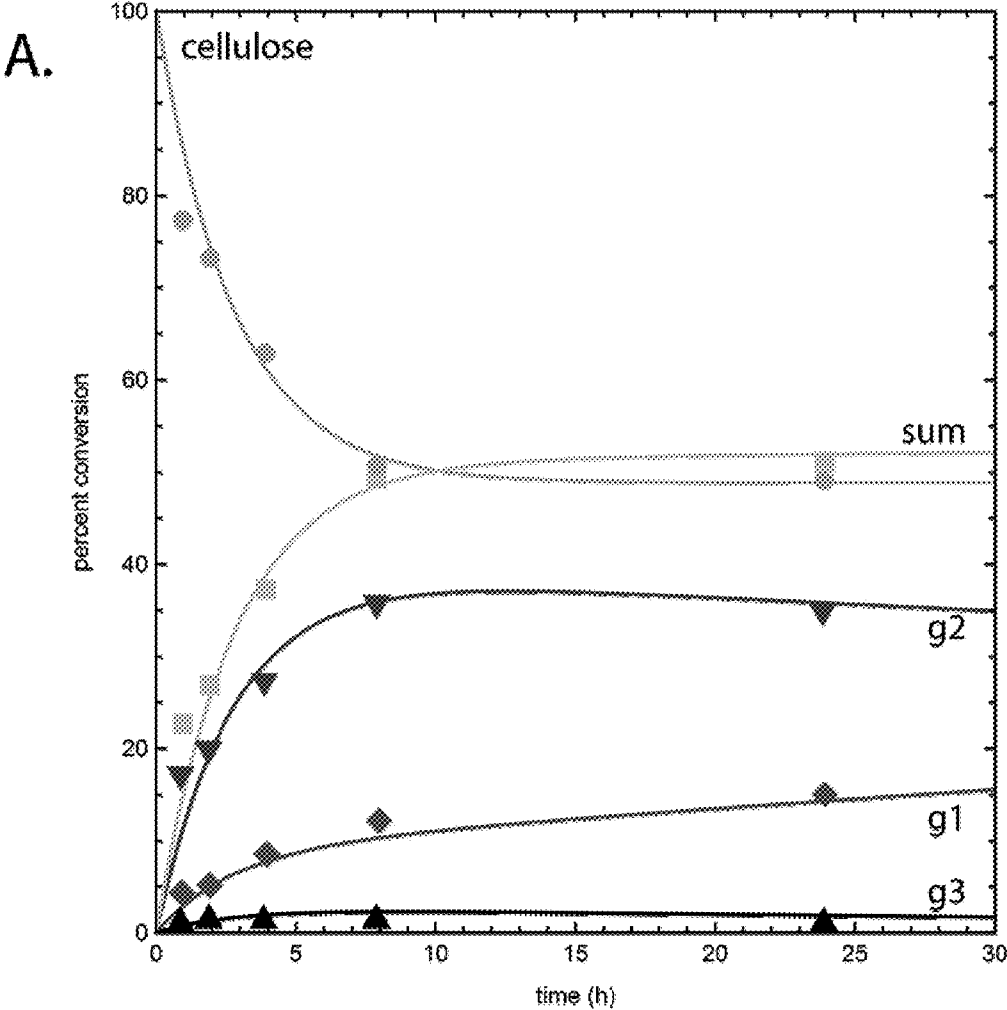 A.
cellulose
100
80
60
40
20
0
percent conversion
sum
g2
g1
g3
0 5 10 15 20 25 30
time (h)